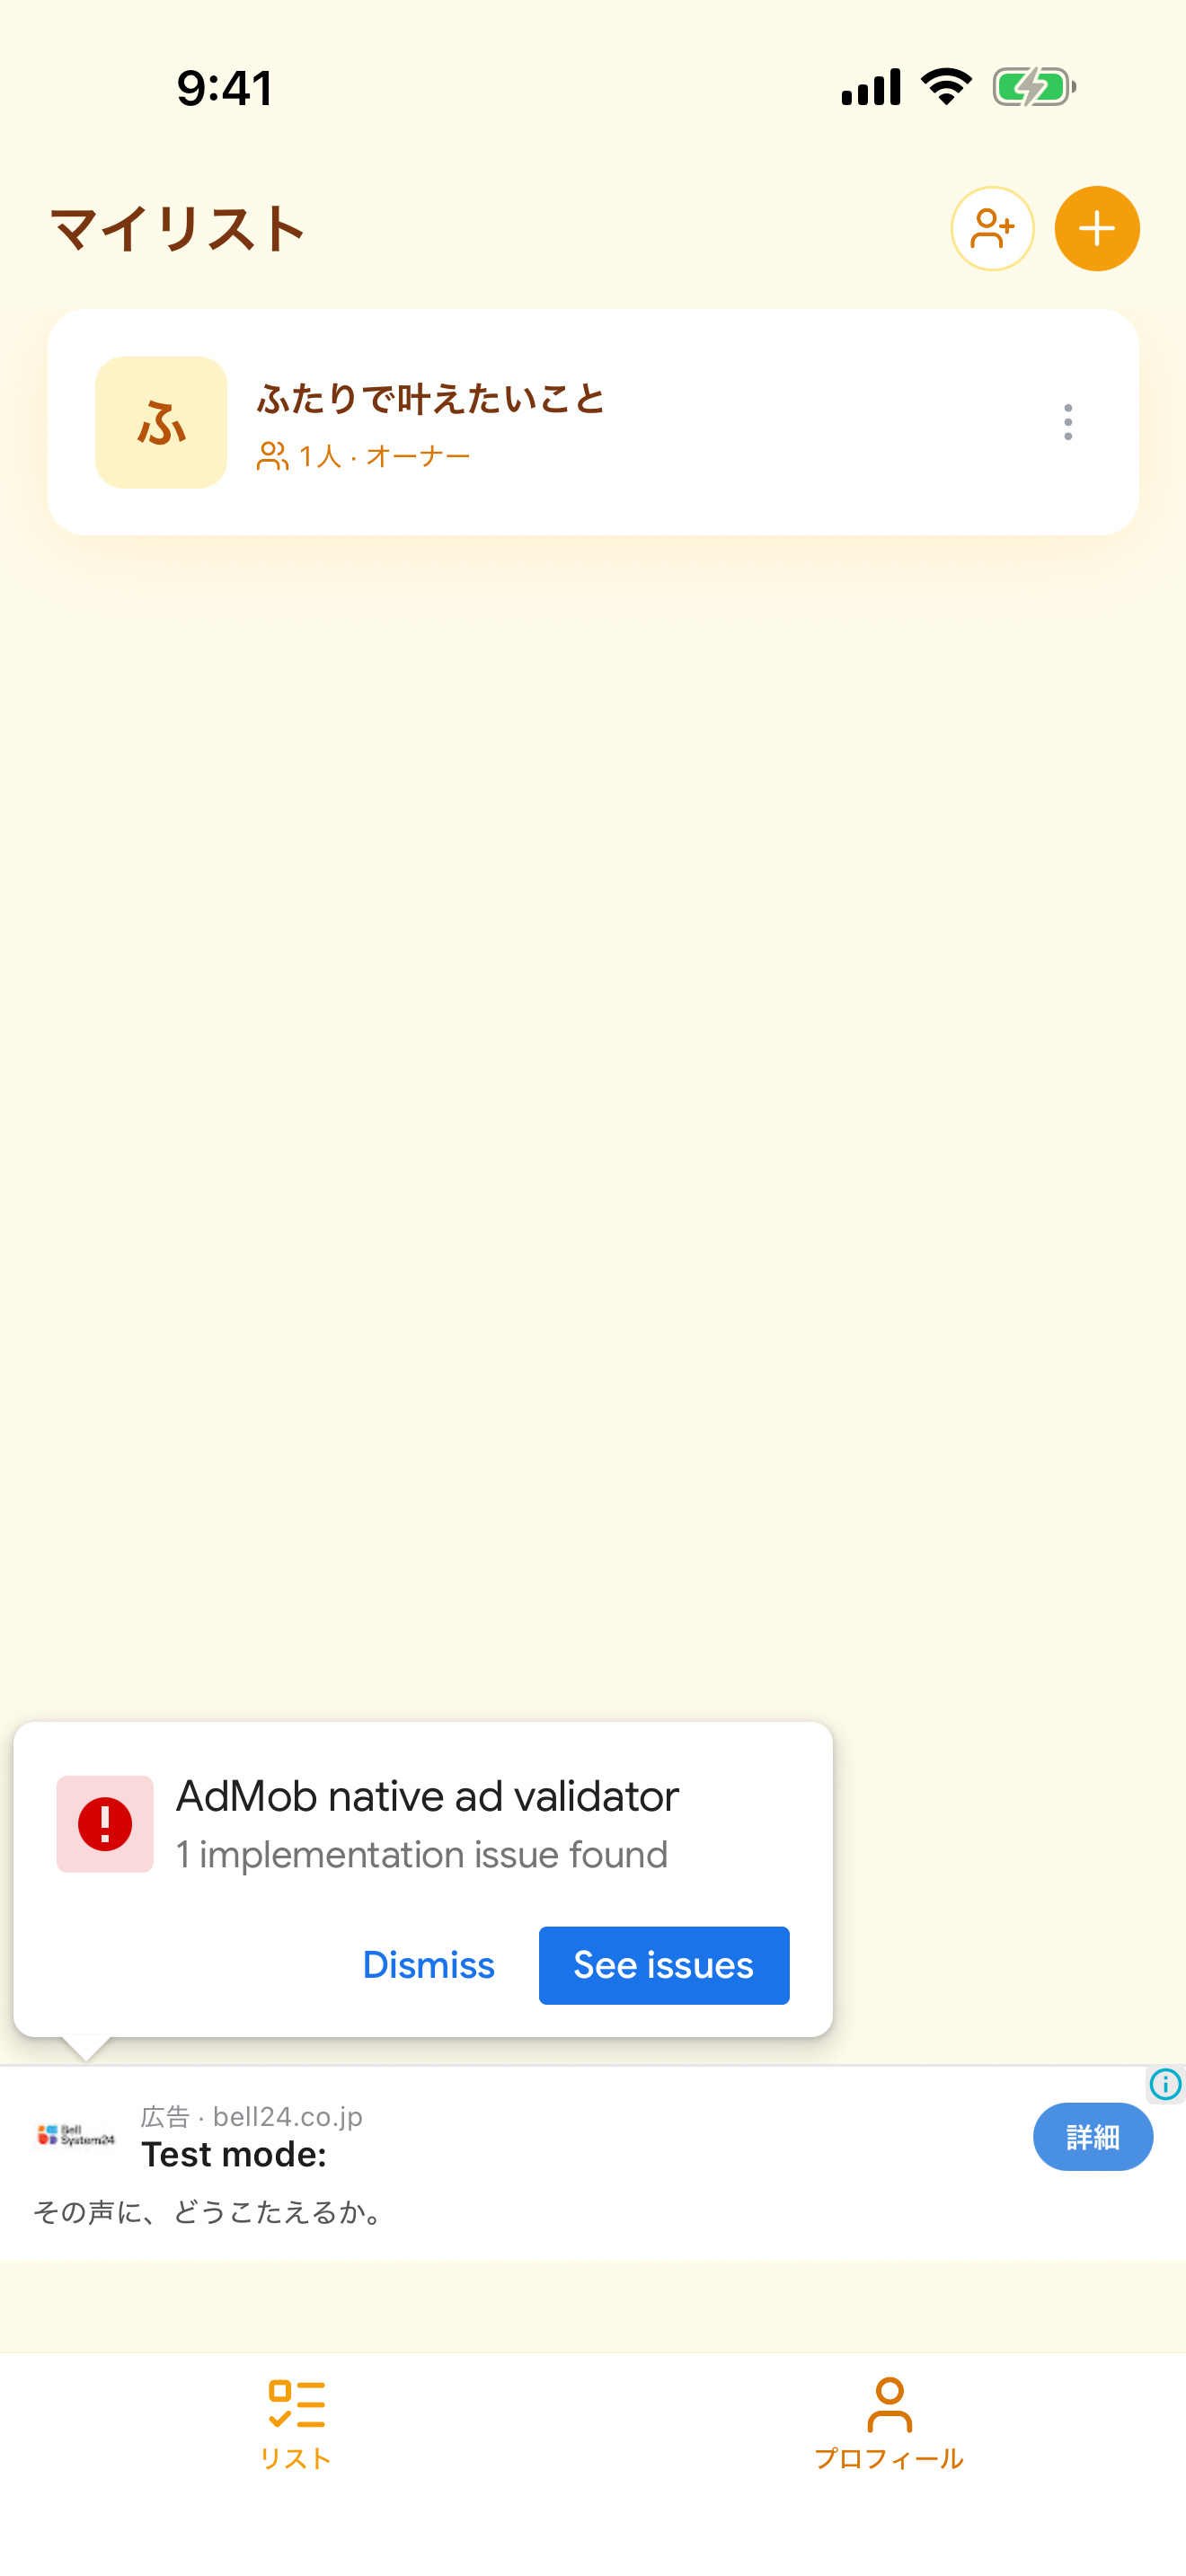 9:41
マイリスト
ふ
ふたりで叶えたいこと
1人 · オーナー
AdMob native ad validator
1 implementation issue found
Dismiss
See issues
Bell
System24
広告 · bell24.co.jp
Test mode:
詳細
その声に、どうこたえるか。
リスト
プロフィール